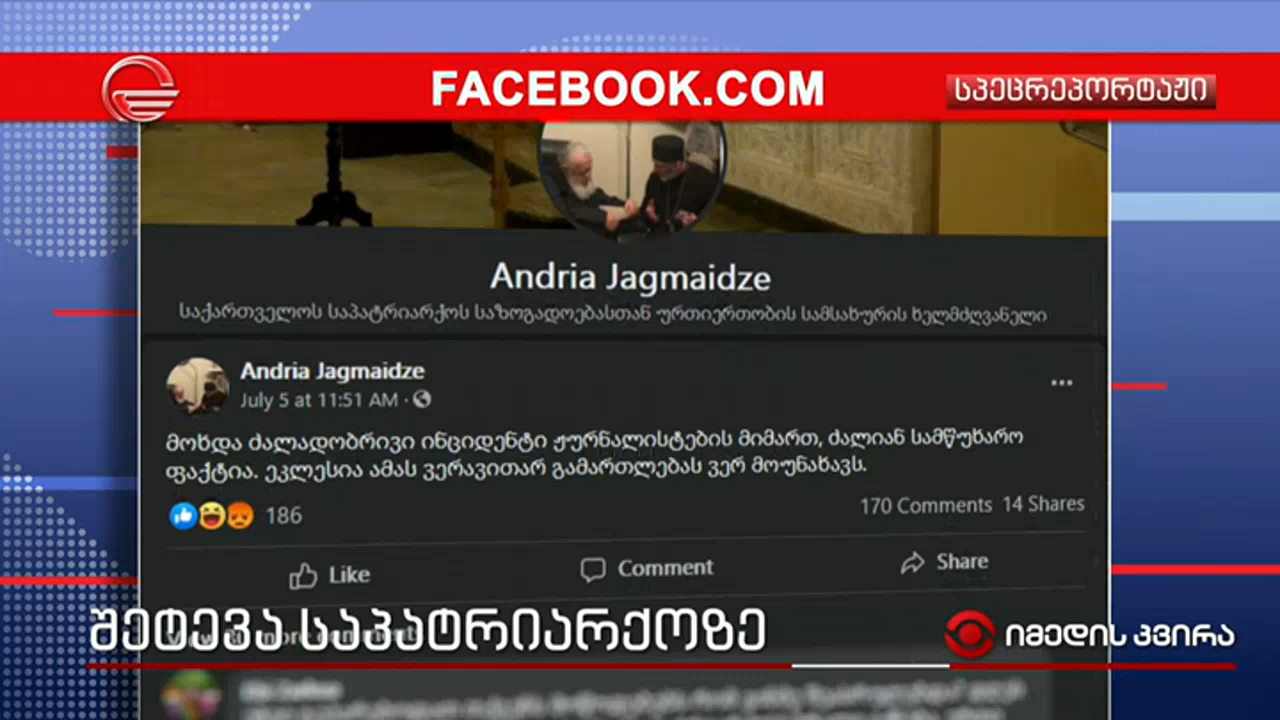 FACEBOOK.COM
სპეცრეპორტაჟი
Andria Jagmaidze
საქართველოს საპატრიარქოს საზოგადოებასთან ურთიერთობის სამსახურის ხელმძღვანელი
Andria Jagmaidze
July 5 at 11:51 AM ·
მოხდა ძალადობრივი ინციდენტი ჟურნალისტების მიმართ, ძალიან სამწუხარო
ფაქტია. ეკლესია ამას ვერავითარ გამართლებას ვერ მოუნახავს.
186
170 Comments 14 Shares
Like
Comment
Share
შეტევა საპატრიარქოზე
იმედის კვირა